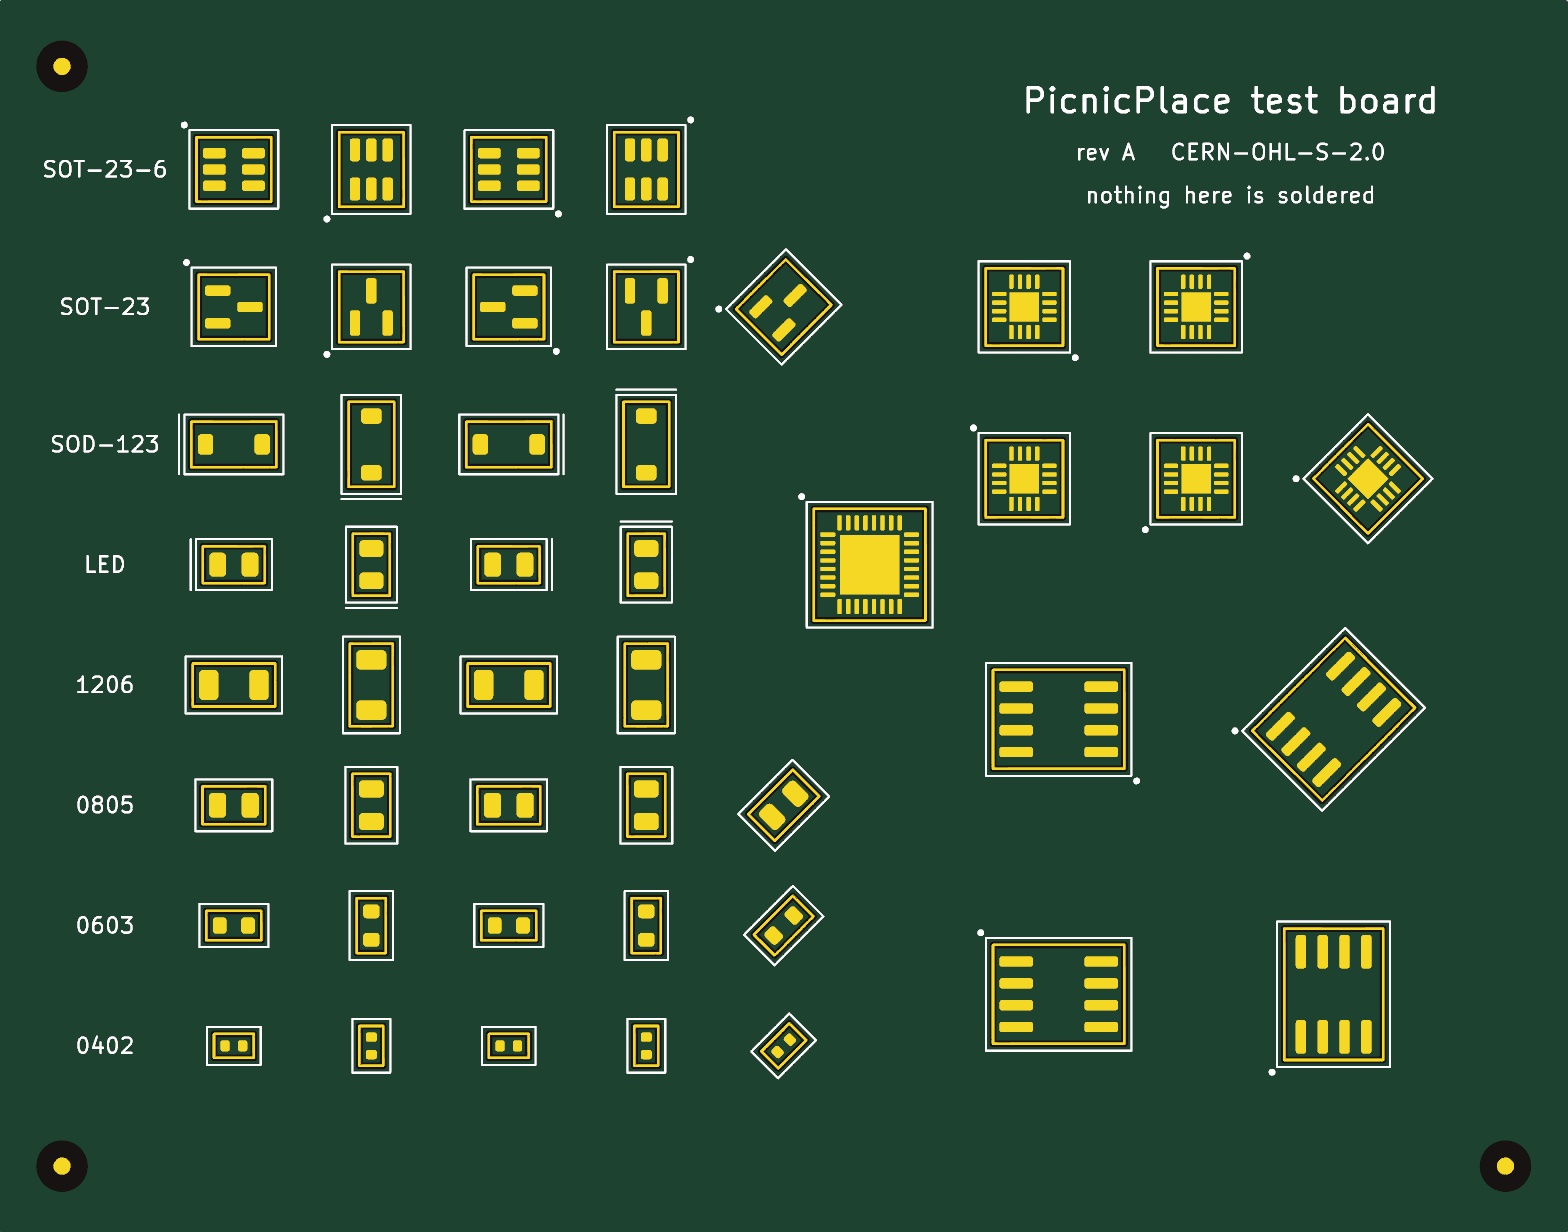 PicnicPlace test board
rev A CERN-OHL-S-2.0
nothing here is soldered
SOT-23-6
SOT-23
SOD-123
LED
1206
0805
0603
0402